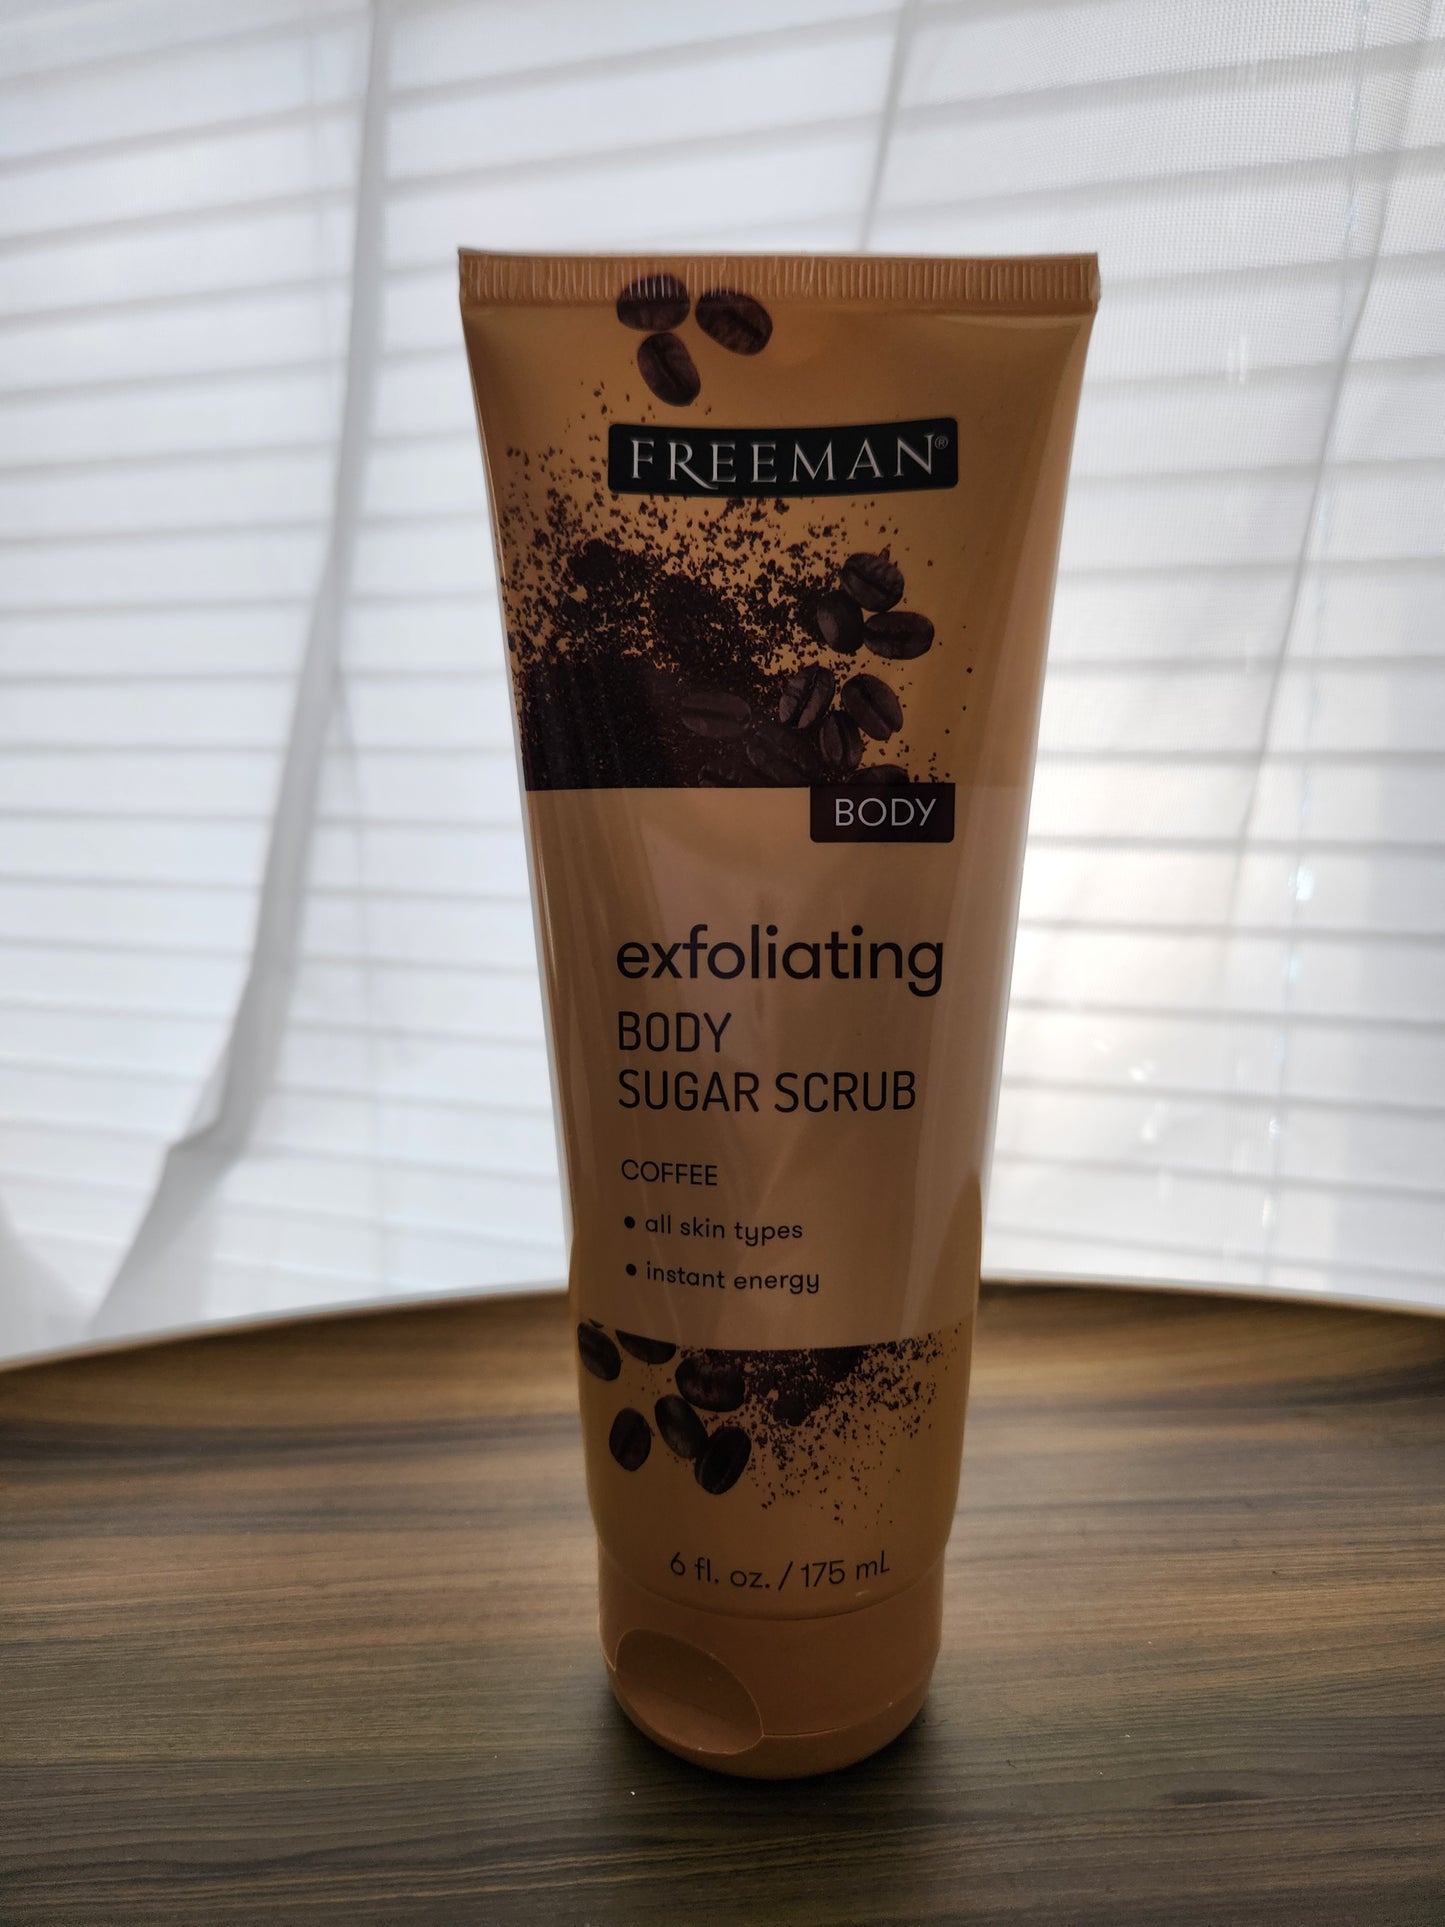 FREEMAN®
BODY
exfoliating
BODY
SUGAR SCRUB
COFFEE
• all skin types
• instant energy
6 fl. oz. / 175 mL